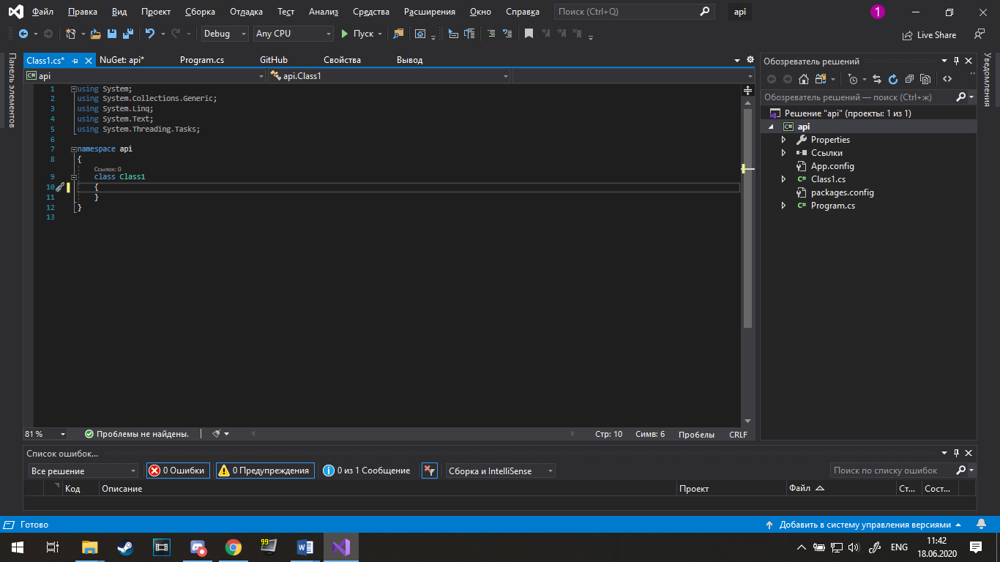 Файл Правка Вид Проект Сборка Отладка Тест Анализ Средства Расширения Окно Справка Поиск (Ctrl+Q) api 1
Debug Any CPU Пуск Live Share
Панель элементов
Class1.cs* NuGet: api* Program.cs GitHub Свойства Вывод
api api.Class1
1 using System;
2 using System.Collections.Generic;
3 using System.Linq;
4 using System.Text;
5 using System.Threading.Tasks;
6
7 namespace api
8 {
Ссылок: 0
9 class Class1
10 {
11 }
12 }
13
81 % Проблемы не найдены. Стр: 10 Симв: 6 Пробелы CRLF
Обозреватель решений
Обозреватель решений — поиск (Ctrl+ж)
Решение "api" (проекты: 1 из 1)
C# api
Properties
Ссылки
App.config
C# Class1.cs
packages.config
C# Program.cs
Уведомления
Список ошибок...
Все решение 0 Ошибки 0 Предупреждения 0 из 1 Сообщение Сборка и IntelliSense Поиск по списку ошибок
Код Описание Проект Файл Ст... Сост...
Готово Добавить в систему управления версиями
99 ENG 11:42
18.06.2020